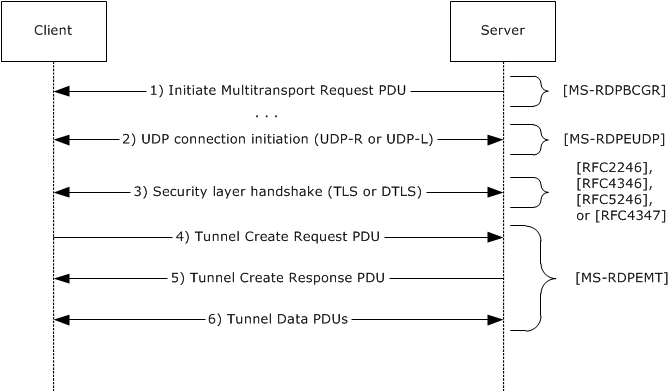 Client
Server
1) Initiate Multitransport Request PDU
[MS-RDPBCGR]
. . .
2) UDP connection initiation (UDP-R or UDP-L)
[MS-RDPEUDP]
3) Security layer handshake (TLS or DTLS)
[RFC2246],
[RFC4346],
[RFC5246],
or [RFC4347]
4) Tunnel Create Request PDU
5) Tunnel Create Response PDU
[MS-RDPEMT]
6) Tunnel Data PDUs